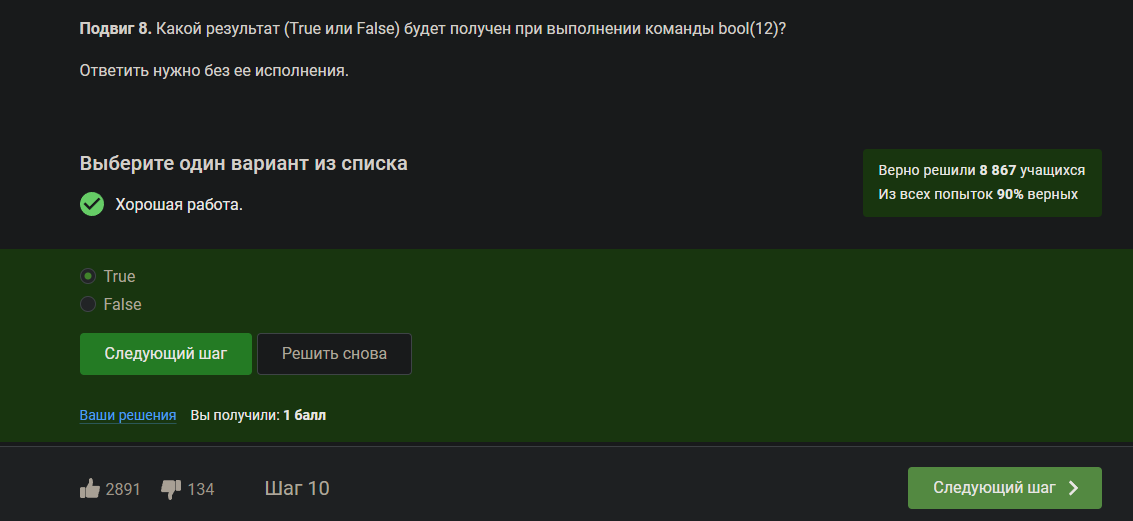 Подвиг 8. Какой результат (True или False) будет получен при выполнении команды bool(12)?
Ответить нужно без ее исполнения.
Выберите один вариант из списка
Хорошая работа.
Верно решили 8 867 учащихся
Из всех попыток 90% верных
True
False
Следующий шаг
Решить снова
Ваши решения
Вы получили: 1 балл
2891
134
Шаг 10
Следующий шаг